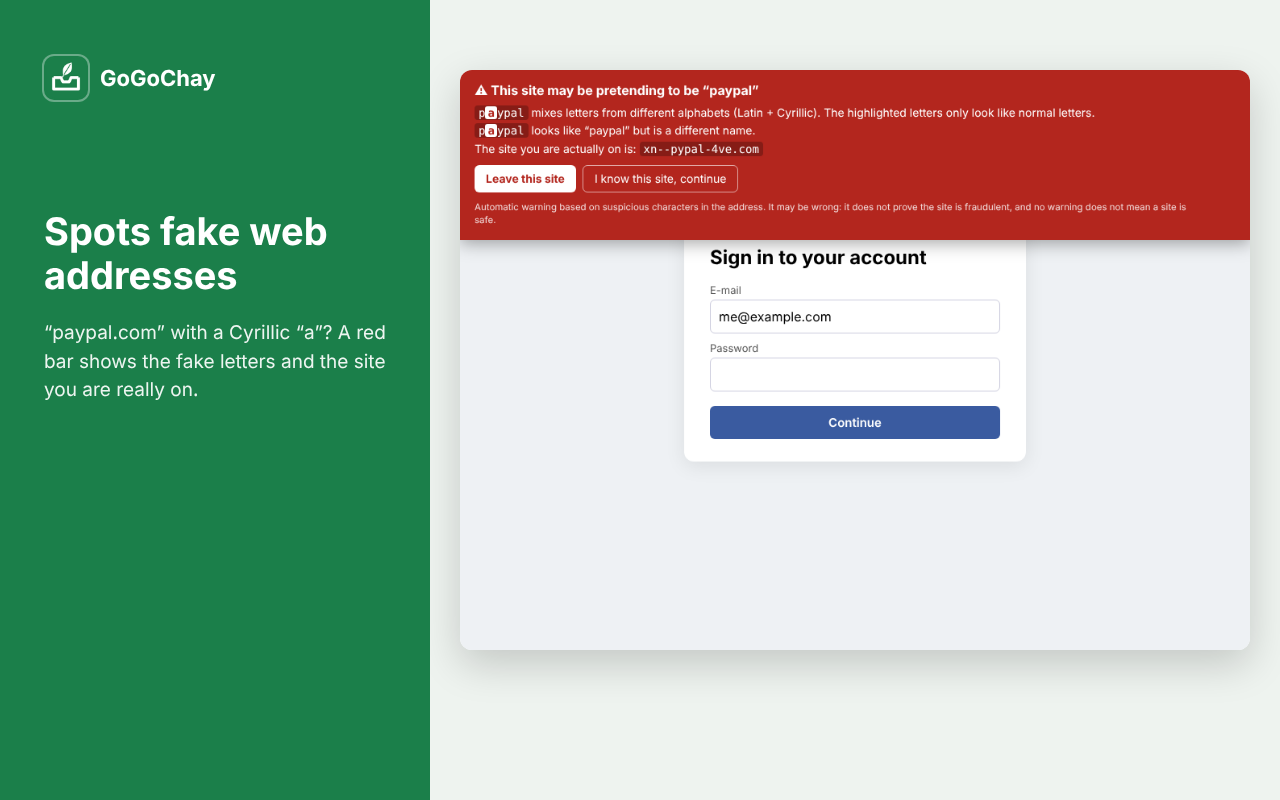 GoGoChay
Spots fake web
addresses
“paypal.com” with a Cyrillic “a”? A red
bar shows the fake letters and the site
you are really on.
⚠ This site may be pretending to be “paypal”
pаypal mixes letters from different alphabets (Latin + Cyrillic). The highlighted letters only look like normal letters.
pаypal looks like “paypal” but is a different name.
The site you are actually on is: xn--pypal-4ve.com
Leave this site
I know this site, continue
Automatic warning based on suspicious characters in the address. It may be wrong: it does not prove the site is fraudulent, and no warning does not mean a site is
safe.
Sign in to your account
E-mail
me@example.com
Password
Continue